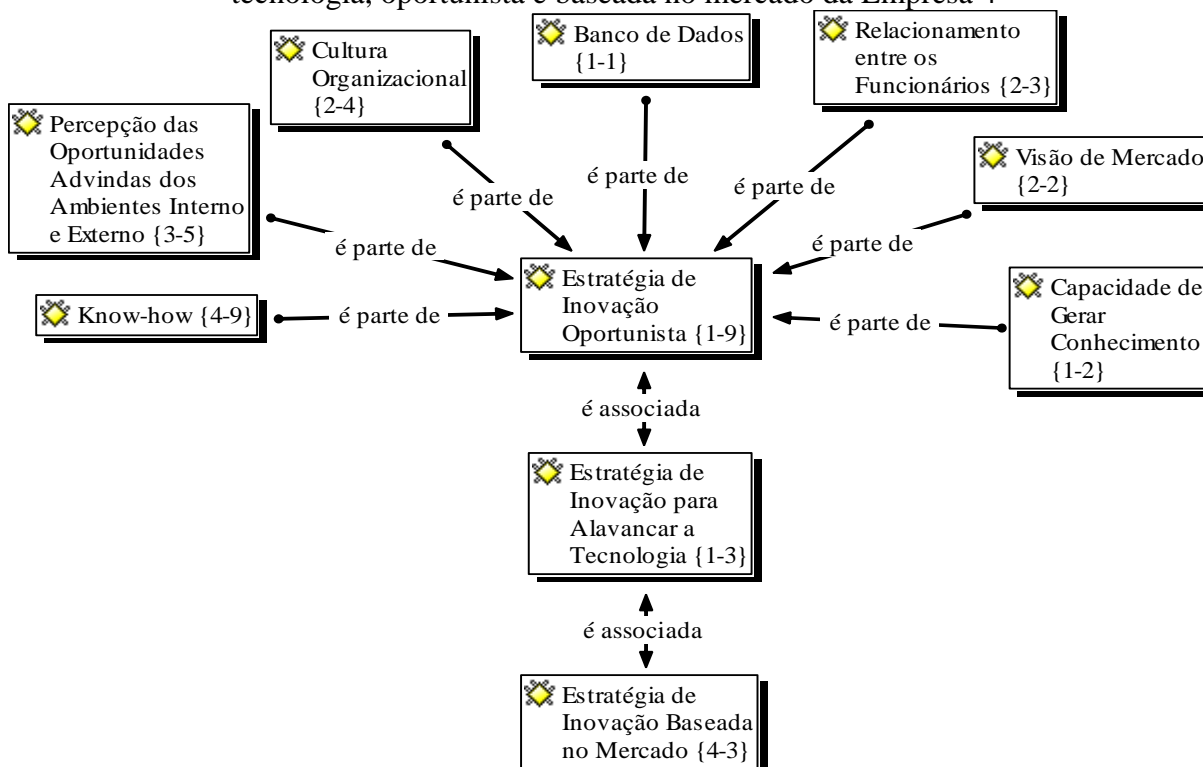 tecnologia, oportunista e baseada no mercado da Empresa 4
Cultura
Organizacional
{2-4}
Banco de Dados
{1-1}
Relacionamento
entre os
Funcionários {2-3}
Percepção das
Oportunidades
Advindas dos
Ambientes Interno
e Externo {3-5}
Visão de Mercado
{2-2}
é parte de
é parte de
é parte de
é parte de
é parte de
Know-how {4-9}
é parte de
Estratégia de
Inovação
Oportunista {1-9}
é parte de
Capacidade de
Gerar
Conhecimento
{1-2}
é associada
Estratégia de
Inovação para
Alavancar a
Tecnologia {1-3}
é associada
Estratégia de
Inovação Baseada
no Mercado {4-3}